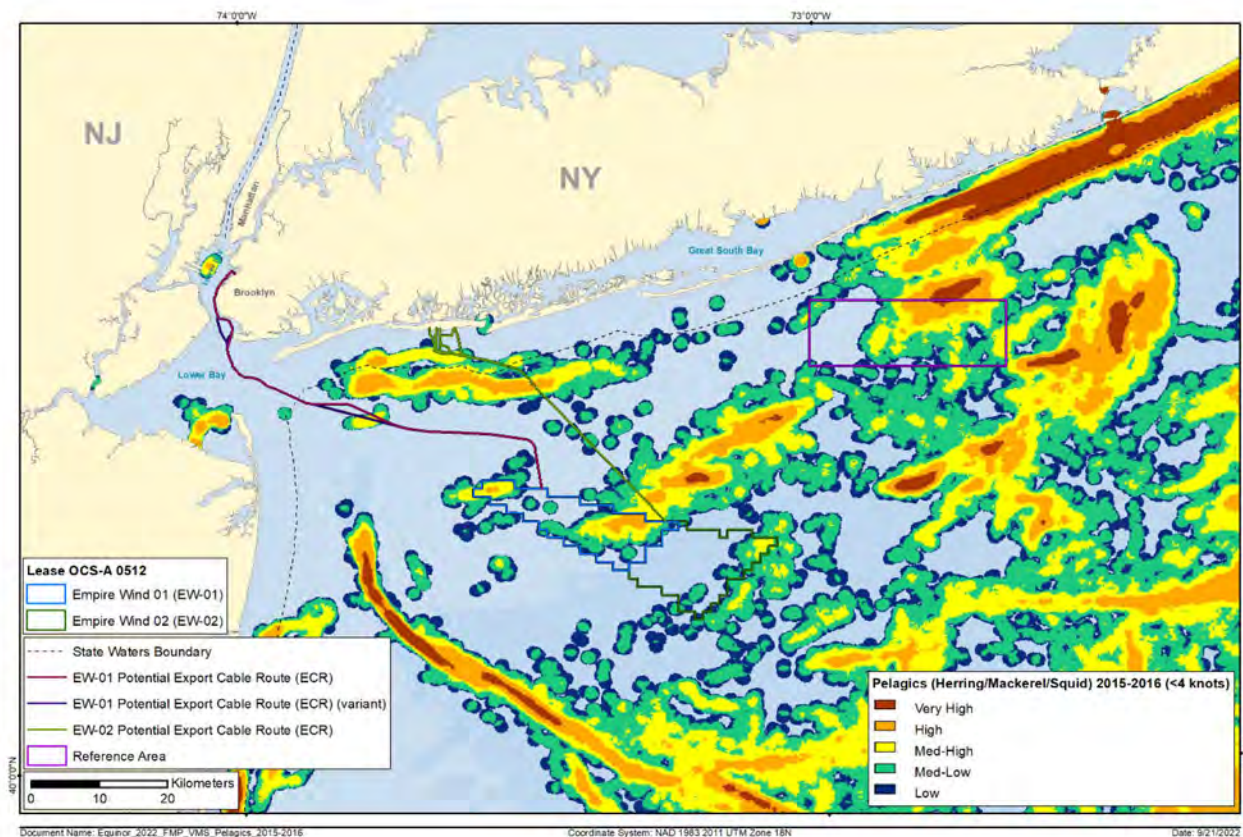 74°0'0"W
73°0'0"W
NJ
NY
Manhattan
Great South Bay
Brooklyn
Lower Bay
Lease OCS-A 0512
Empire Wind 01 (EW-01)
Empire Wind 02 (EW-02)
State Waters Boundary
EW-01 Potential Export Cable Route (ECR)
EW-01 Potential Export Cable Route (ECR) (variant)
EW-02 Potential Export Cable Route (ECR)
Reference Area
Kilometers
0 10 20
40°0'0"N
Pelagics (Herring/Mackerel/Squid) 2015-2016 (<4 knots)
Very High
High
Med-High
Med-Low
Low
Document Name: Equinor_2022_FMP_VMS_Pelagics_2015-2016
Coordinate System: NAD 1983 2011 UTM Zone 18N
Date: 9/21/2022